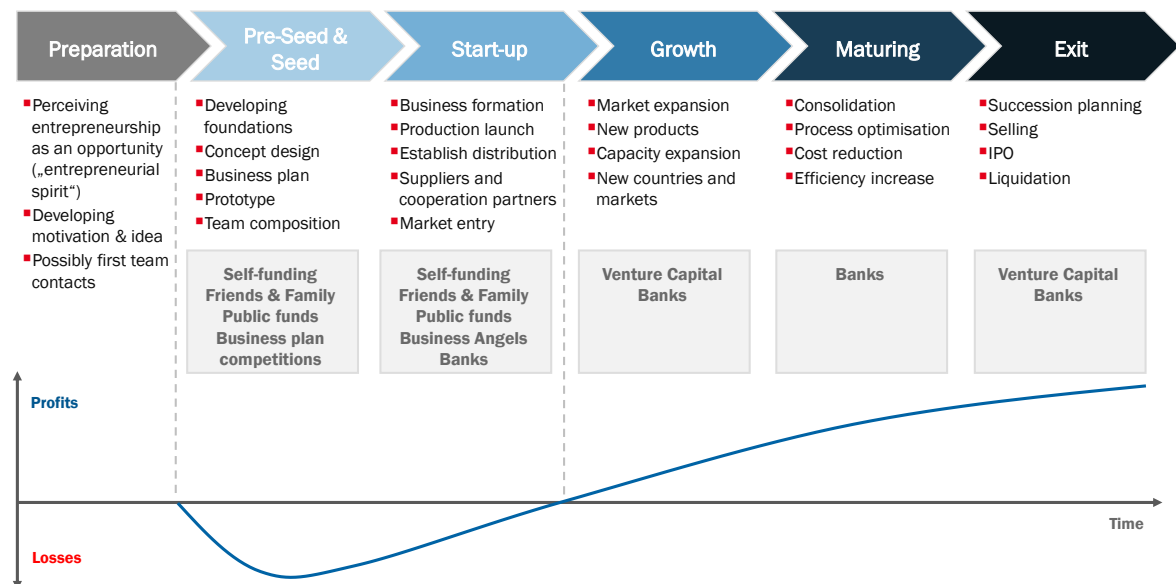 Preparation
Pre-Seed &
Seed
Start-up
Growth
Maturing
Exit
Perceiving
entrepreneurship
as an opportunity
(„entrepreneurial
spirit“)
Developing
motivation & idea
Possibly first team
contacts
Developing
foundations
Concept design
Business plan
Prototype
Team composition
Business formation
Production launch
Establish distribution
Suppliers and
cooperation partners
Market entry
Market expansion
New products
Capacity expansion
New countries and
markets
Consolidation
Process optimisation
Cost reduction
Efficiency increase
Succession planning
Selling
IPO
Liquidation
Self-funding
Friends & Family
Public funds
Business plan
competitions
Self-funding
Friends & Family
Public funds
Business Angels
Banks
Venture Capital
Banks
Banks
Venture Capital
Banks
Profits
Time
Losses